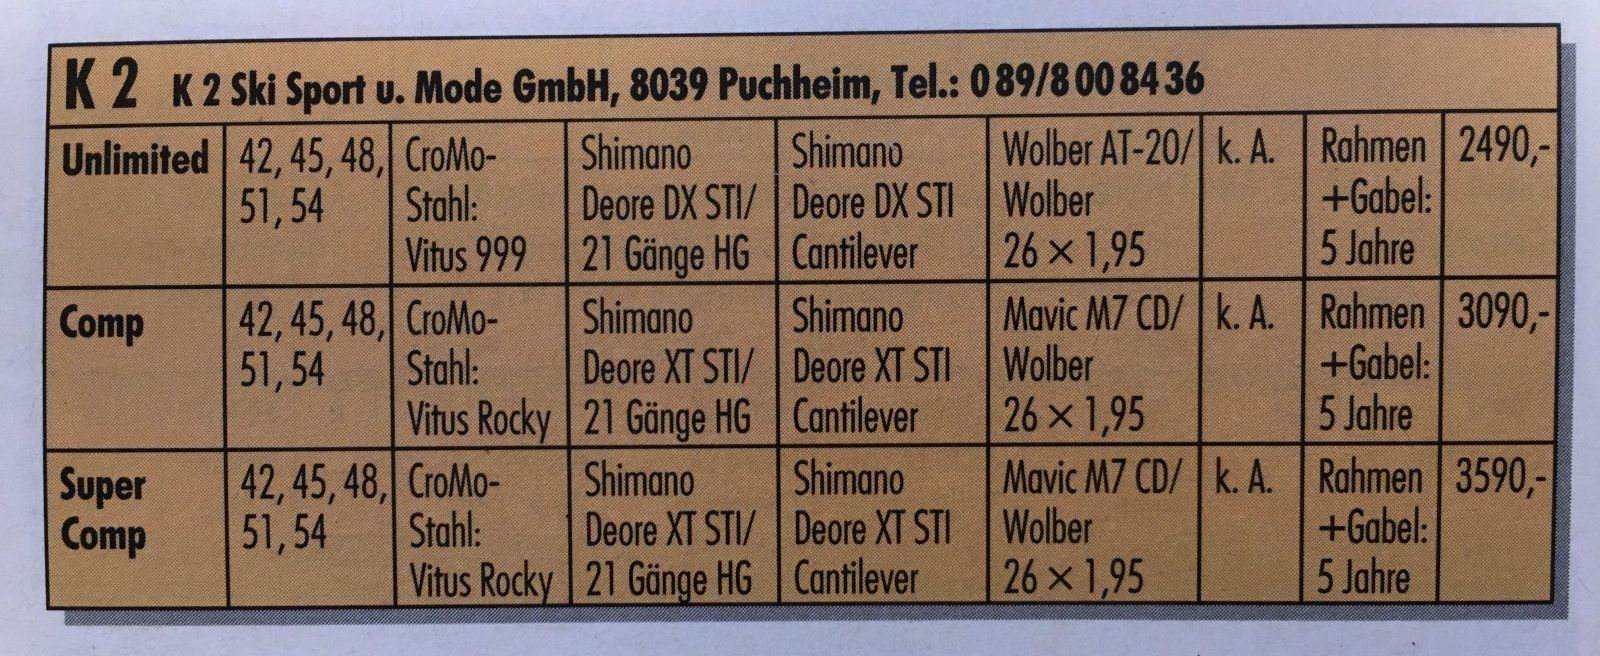 K 2 K 2 Ski Sport u. Mode GmbH, 8039 Puchheim, Tel.: 0 89/8 00 84 36
Unlimited
42, 45, 48,
51, 54
CroMo-
Stahl:
Vitus 999
Shimano
Deore DX STI/
21 Gänge HG
Shimano
Deore DX STI
Cantilever
Wolber AT-20/
Wolber
26 × 1,95
k. A.
Rahmen
+Gabel:
5 Jahre
2490,-
Comp
42, 45, 48,
51, 54
CroMo-
Stahl:
Vitus Rocky
Shimano
Deore XT STI/
21 Gänge HG
Shimano
Deore XT STI
Cantilever
Mavic M7 CD/
Wolber
26 × 1,95
k. A.
Rahmen
+Gabel:
5 Jahre
3090,-
Super
Comp
42, 45, 48,
51, 54
CroMo-
Stahl:
Vitus Rocky
Shimano
Deore XT STI/
21 Gänge HG
Shimano
Deore XT STI
Cantilever
Mavic M7 CD/
Wolber
26 × 1,95
k. A.
Rahmen
+Gabel:
5 Jahre
3590,-